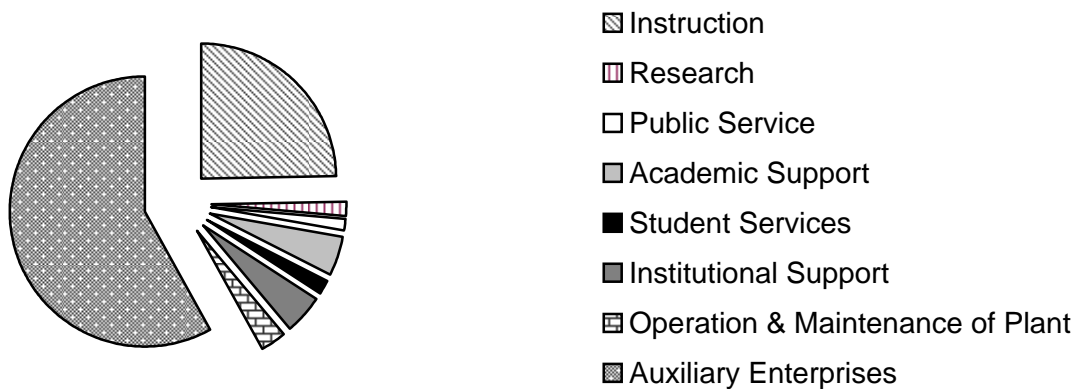 Instruction
Research
Public Service
Academic Support
Student Services
Institutional Support
Operation & Maintenance of Plant
Auxiliary Enterprises